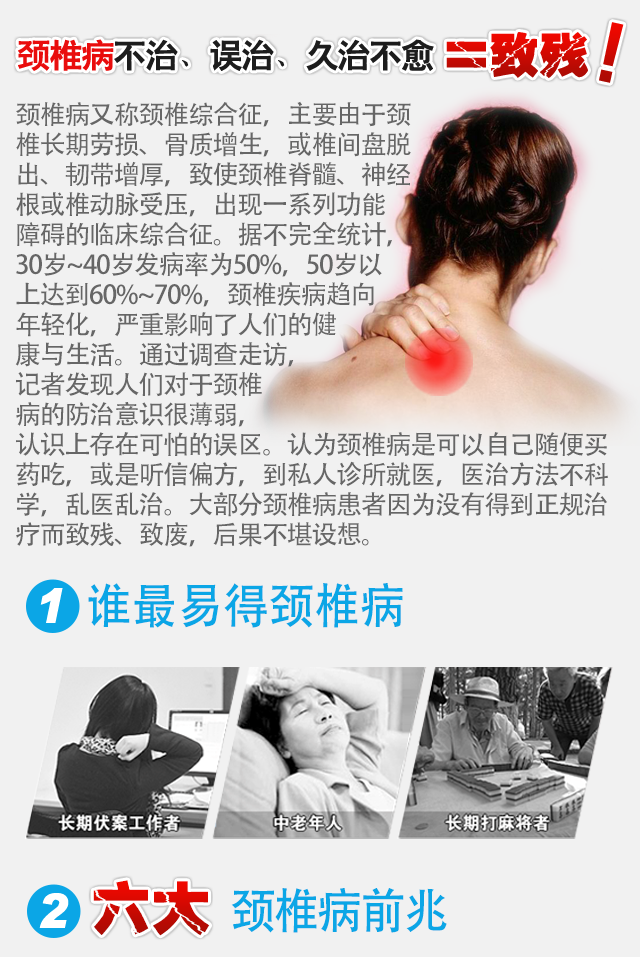 颈椎病不治、误治、久治不愈 =致残！
颈椎病又称颈椎综合征，主要由于颈
椎长期劳损、骨质增生，或椎间盘脱
出、韧带增厚，致使颈椎脊髓、神经
根或椎动脉受压，出现一系列功能
障碍的临床综合征。据不完全统计，
30岁~40岁发病率为50%，50岁以
上达到60%~70%，颈椎疾病趋向
年轻化，严重影响了人们的健
康与生活。通过调查走访，
记者发现人们对于颈椎
病的防治意识很薄弱，
认识上存在可怕的误区。认为颈椎病是可以自己随便买
药吃，或是听信偏方，到私人诊所就医，医治方法不科
学，乱医乱治。大部分颈椎病患者因为没有得到正规治
疗而致残、致废，后果不堪设想。
1 谁最易得颈椎病
长期伏案工作者 中老年人 长期打麻将者
2 六大 颈椎病前兆